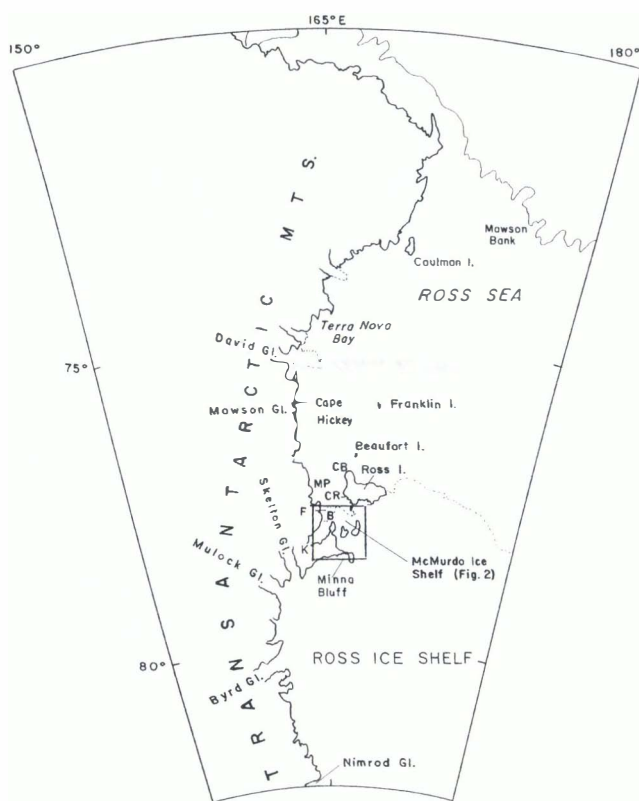 165°E
150°
180°
TRANSANTARCTIC MTS.
Mawson
Bank
Coulman I.
ROSS SEA
Terra Nova
Bay
David Gl.
75°
Mawson Gl.
Cape
Hickey
Franklin I.
Beaufort I.
CB
Ross I.
MP
CR
Skelton Gl.
F
B
K
Mulock Gl.
McMurdo Ice
Shelf (Fig. 2)
Minna
Bluff
ROSS ICE SHELF
80°
Byrd Gl.
Nimrod Gl.